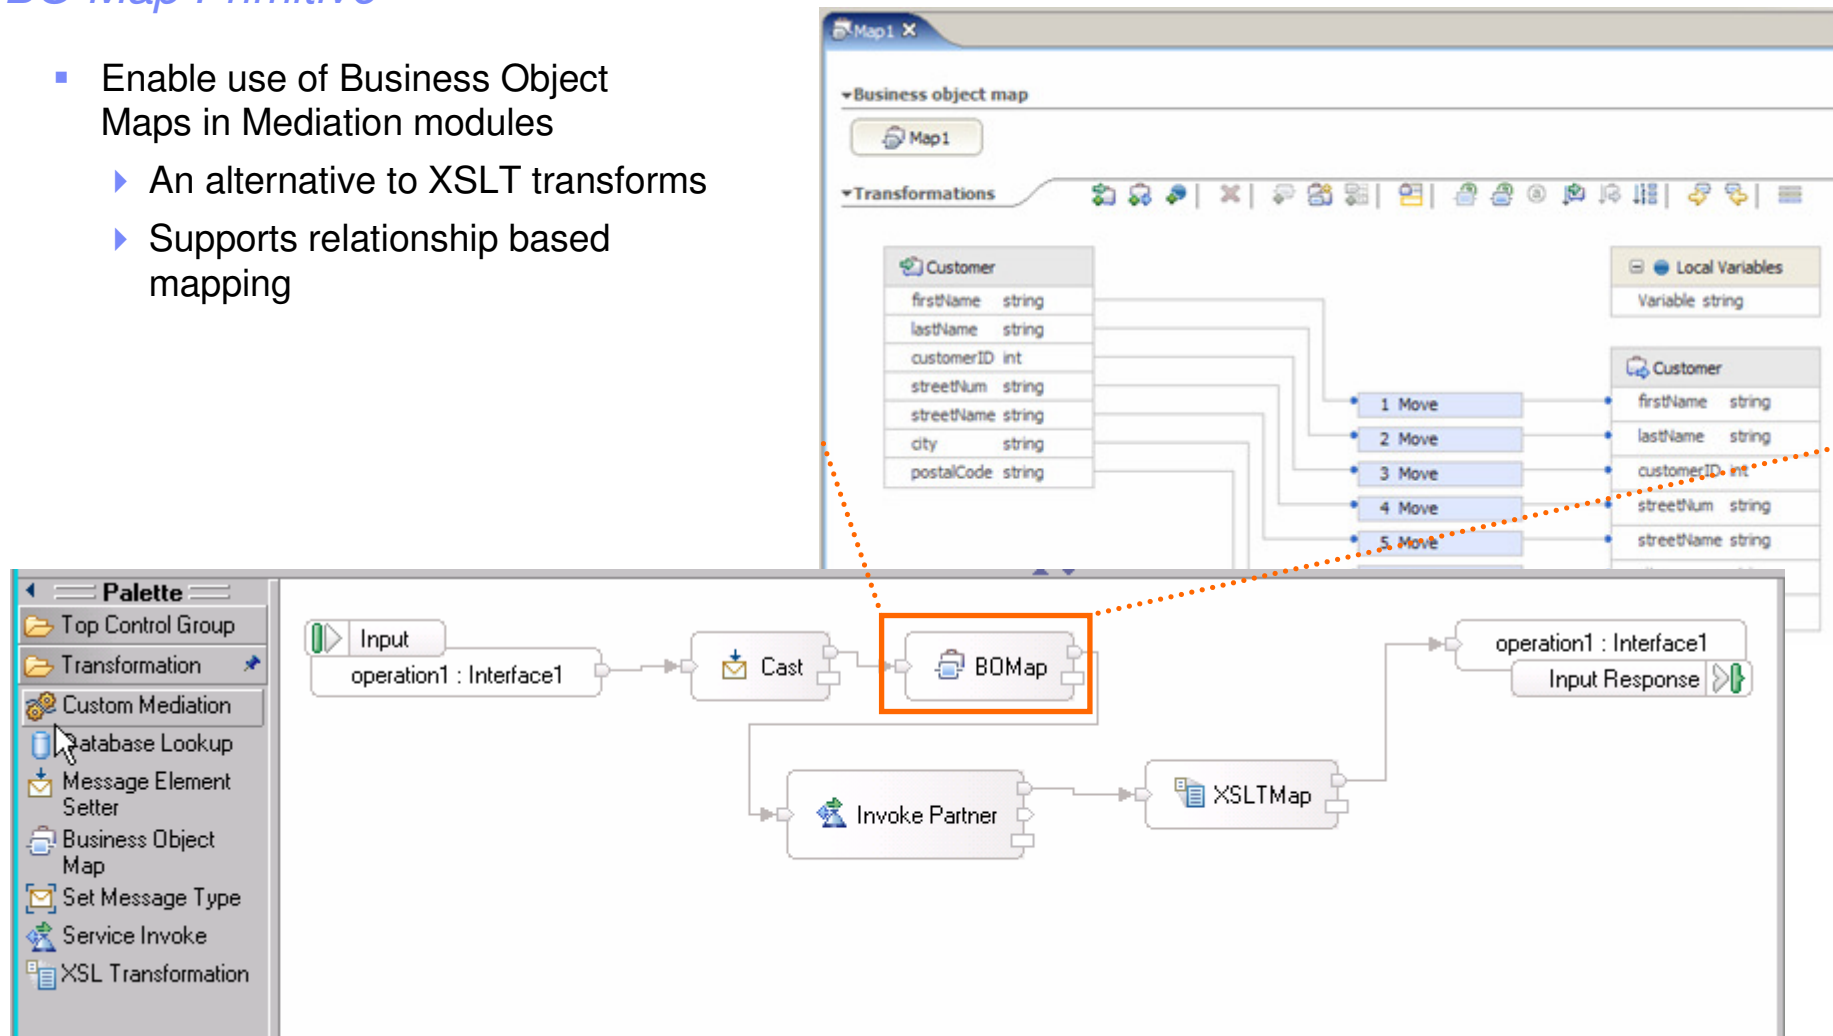 BO Map Primitive
Enable use of Business Object
Maps in Mediation modules
An alternative to XSLT transforms
Supports relationship based
mapping
Map1
Business object map
Map1
Transformations
Customer
firstName string
lastName string
customerID int
streetNum string
streetName string
city string
postalCode string
1 Move
2 Move
3 Move
4 Move
5 Move
Local Variables
Variable string
Customer
firstName string
lastName string
customerID int
streetNum string
streetName string
Palette
Top Control Group
Transformation
Custom Mediation
Database Lookup
Message Element
Setter
Business Object
Map
Set Message Type
Service Invoke
XSL Transformation
Input
operation1 : Interface1
Cast
BOMap
Invoke Partner
XSLTMap
operation1 : Interface1
Input Response